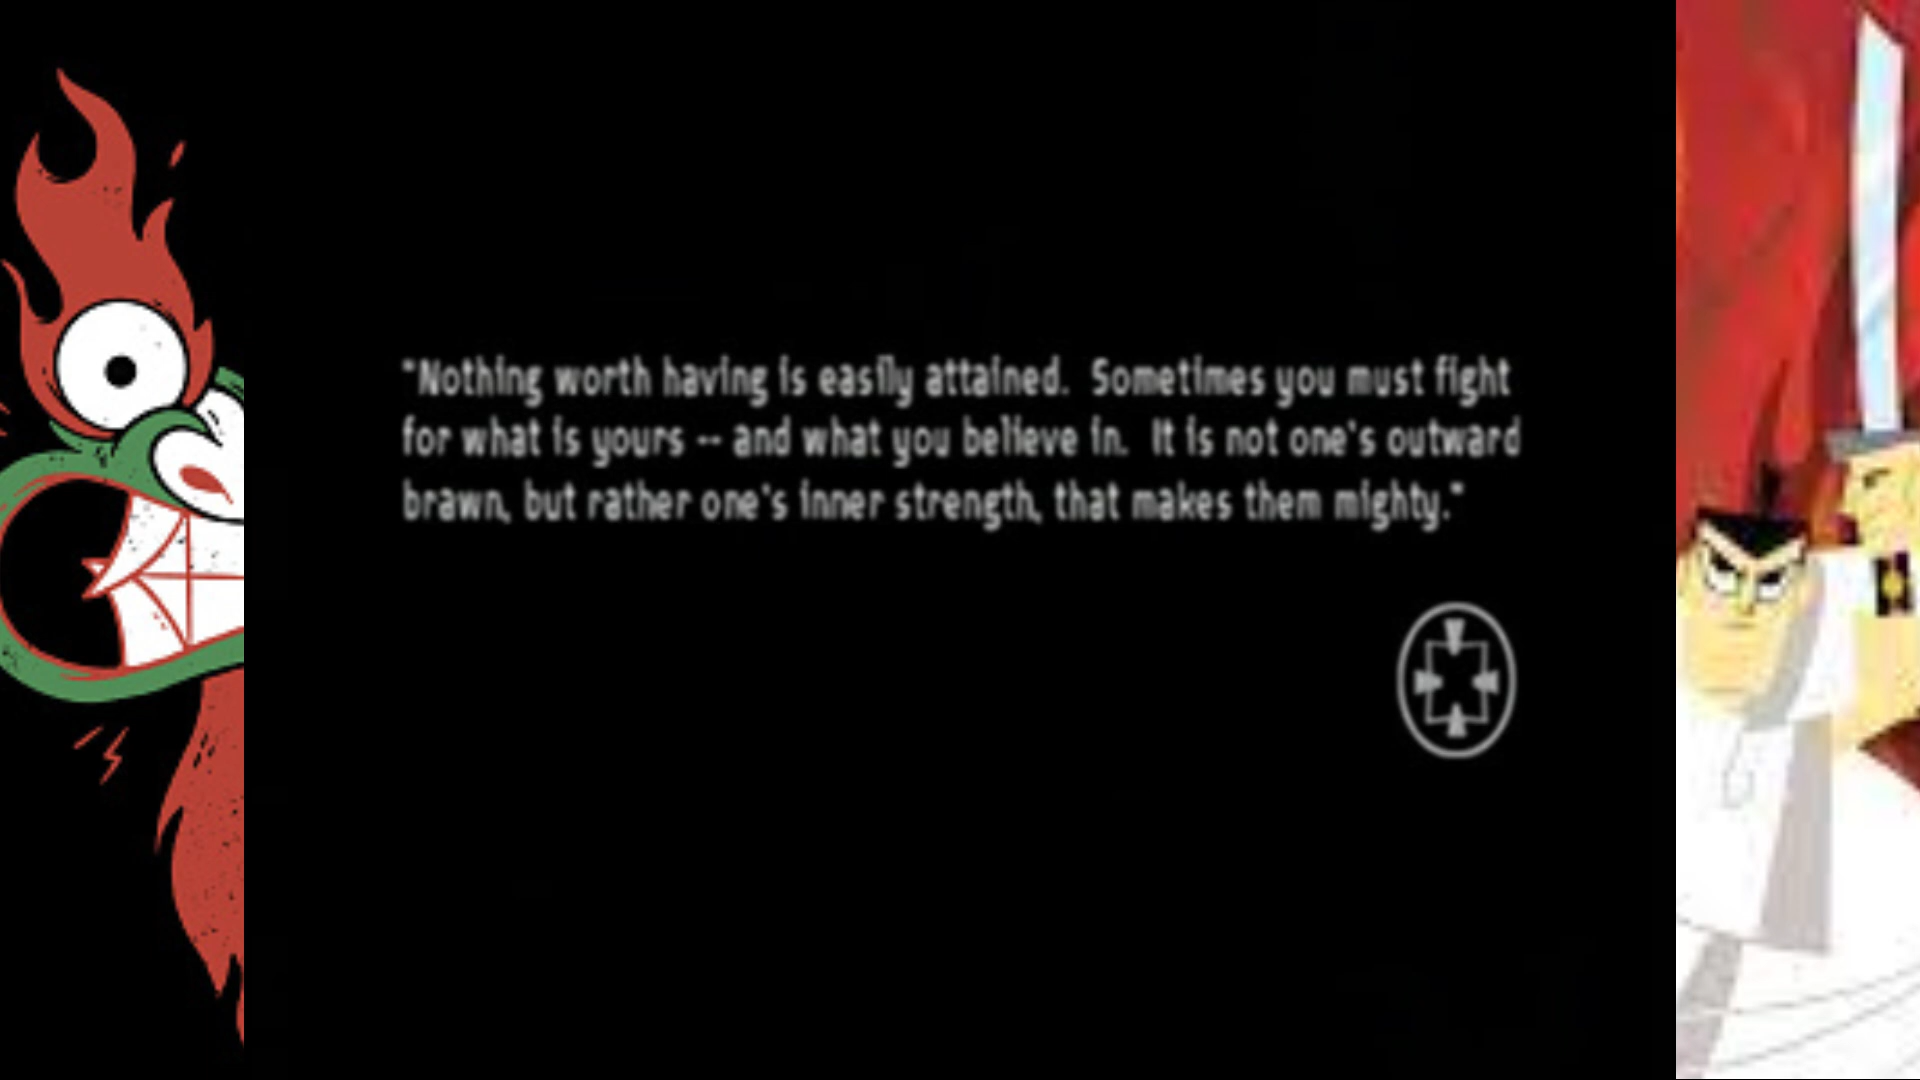 "Nothing worth having is easily attained. Sometimes you must fight
for what is yours -- and what you believe in. It is not one's outward
brawn, but rather one's inner strength, that makes them mighty."